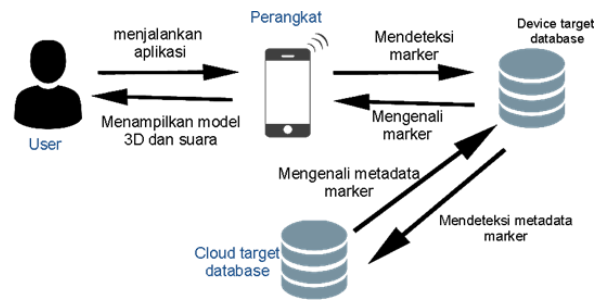 Perangkat
Device target
database
menjalankan
aplikasi
Mendeteksi
marker
Menampilkan model
3D dan suara
Mengenali
marker
User
Mengenali metadata
marker
Mendeteksi metadata
marker
Cloud target
database